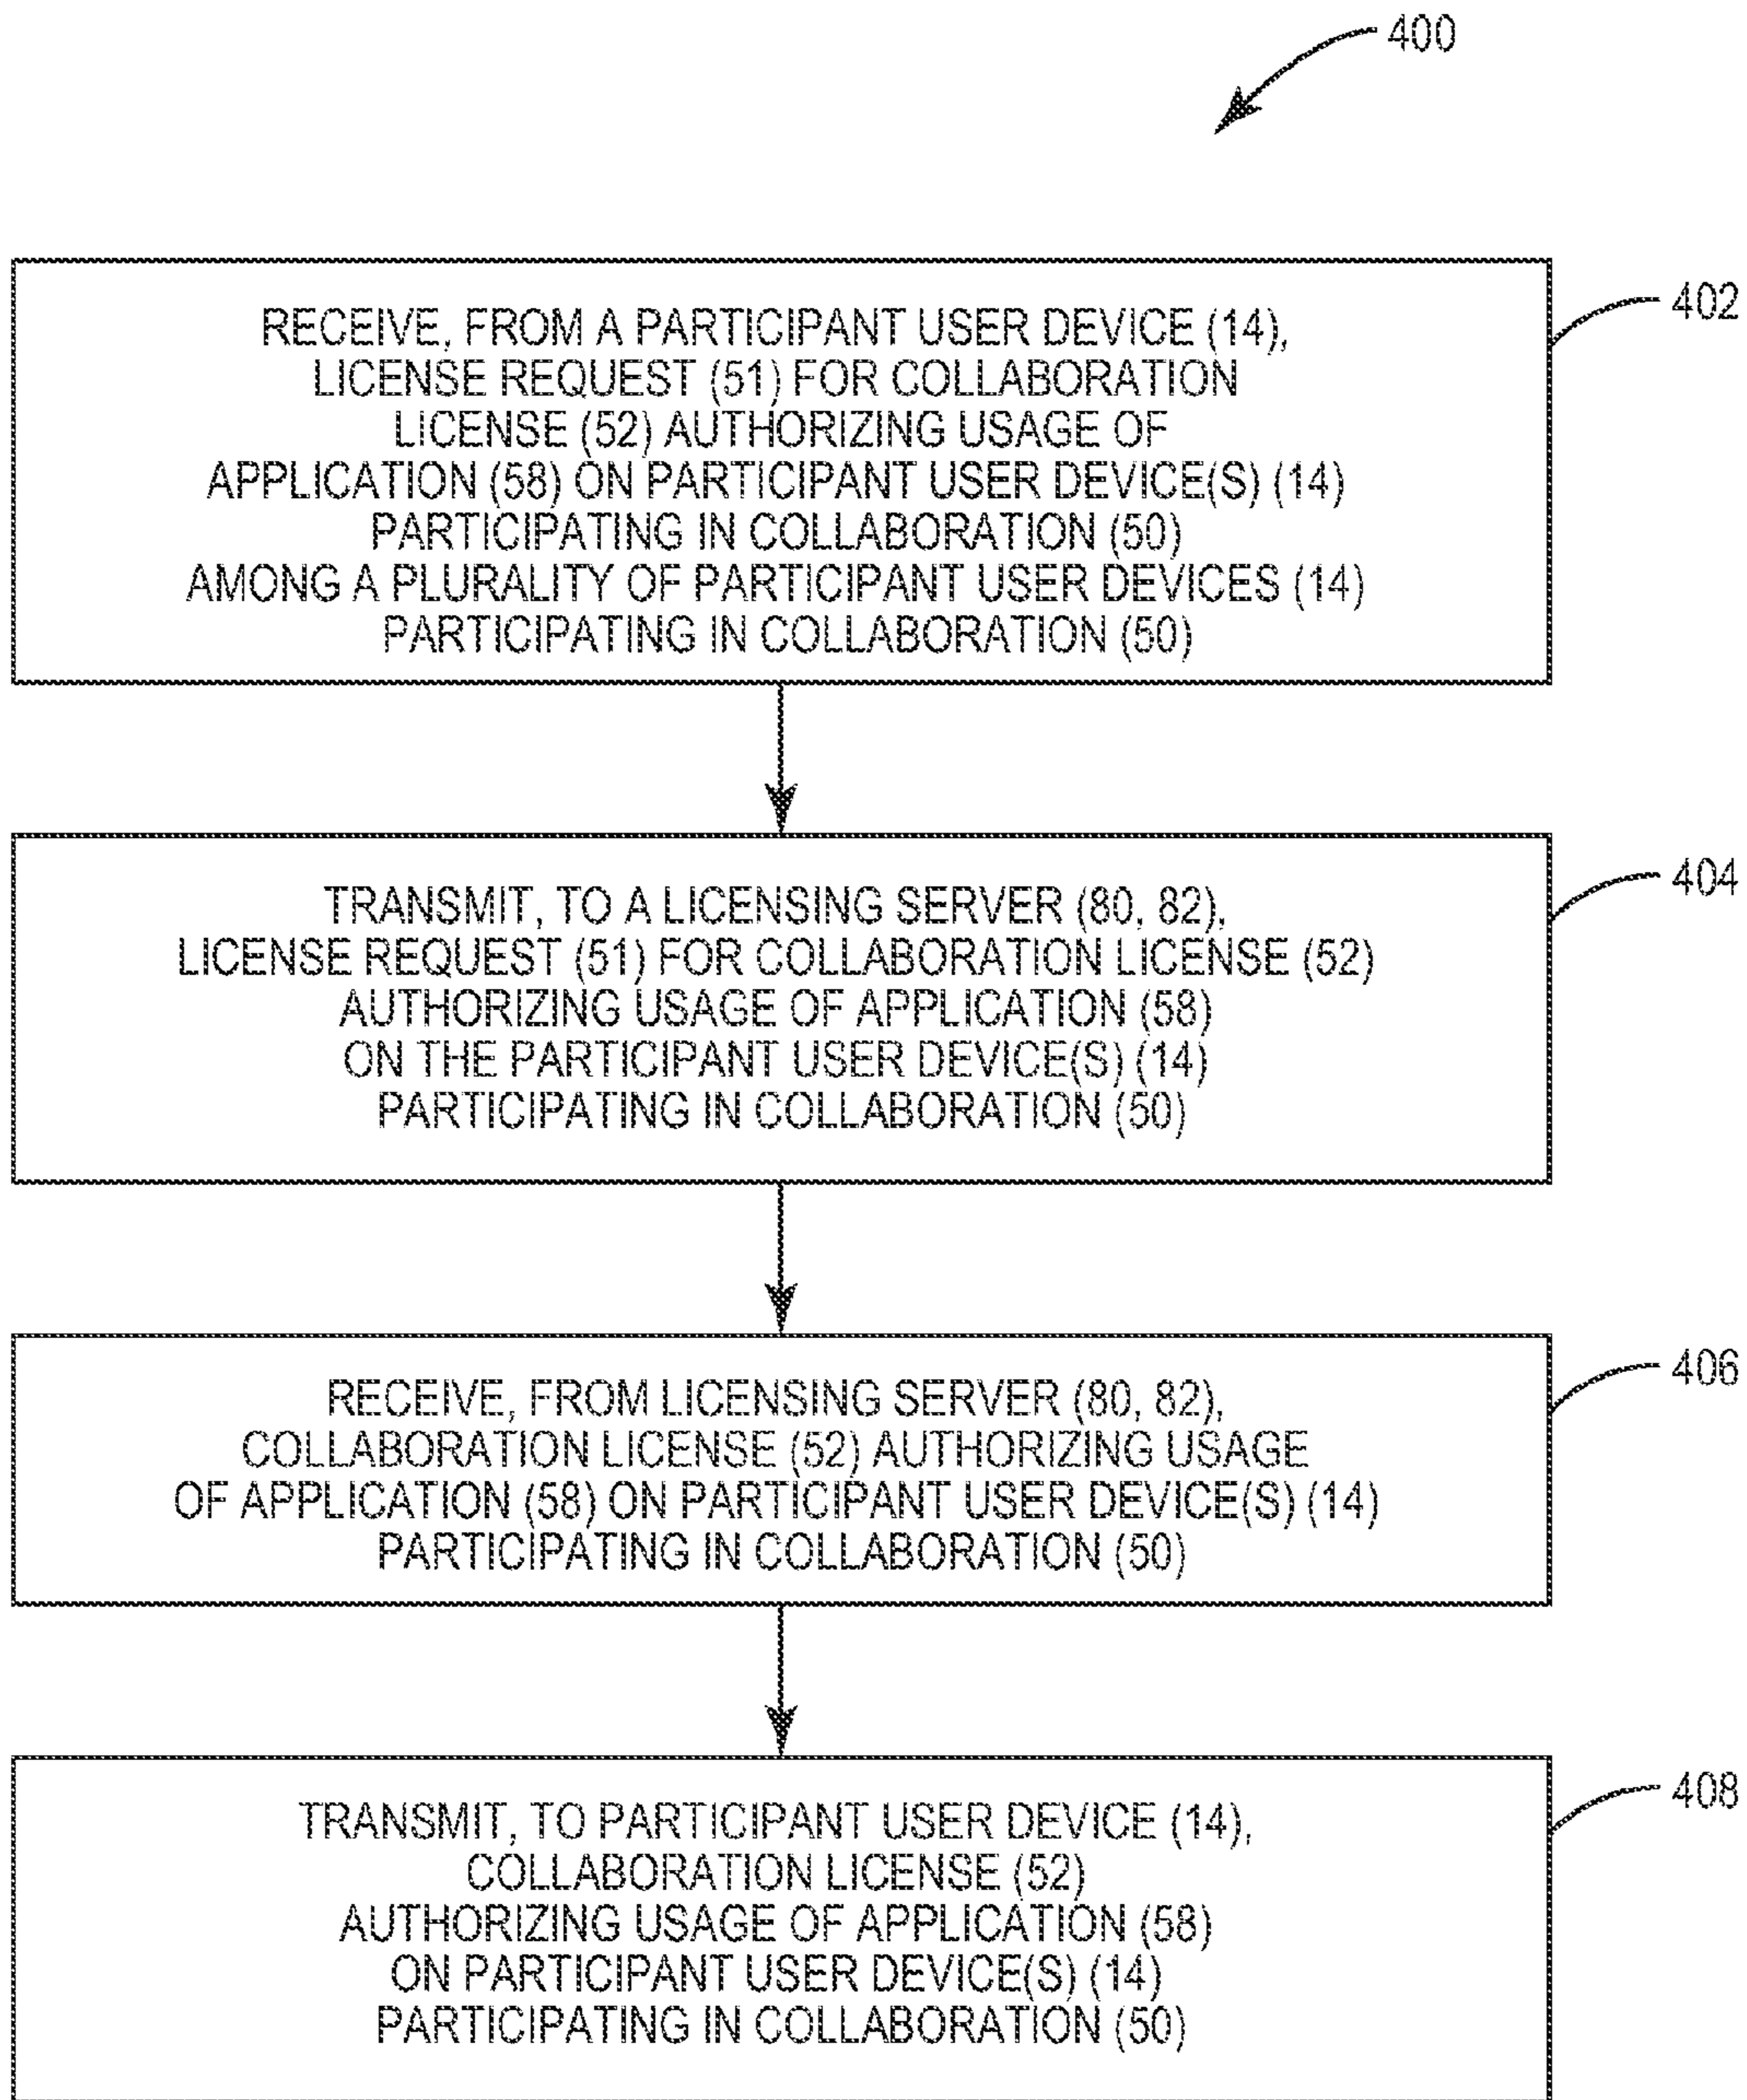 400
RECEIVE, FROM A PARTICIPANT USER DEVICE (14),
LICENSE REQUEST (51) FOR COLLABORATION
LICENSE (52) AUTHORIZING USAGE OF
APPLICATION (58) ON PARTICIPANT USER DEVICE(S) (14)
PARTICIPATING IN COLLABORATION (50)
AMONG A PLURALITY OF PARTICIPANT USER DEVICES (14)
PARTICIPATING IN COLLABORATION (50)
402
TRANSMIT, TO A LICENSING SERVER (80, 82),
LICENSE REQUEST (51) FOR COLLABORATION LICENSE (52)
AUTHORIZING USAGE OF APPLICATION (58)
ON THE PARTICIPANT USER DEVICE(S) (14)
PARTICIPATING IN COLLABORATION (50)
404
RECEIVE, FROM LICENSING SERVER (80, 82),
COLLABORATION LICENSE (52) AUTHORIZING USAGE
OF APPLICATION (58) ON PARTICIPANT USER DEVICE(S) (14)
PARTICIPATING IN COLLABORATION (50)
406
TRANSMIT, TO PARTICIPANT USER DEVICE (14),
COLLABORATION LICENSE (52)
AUTHORIZING USAGE OF APPLICATION (58)
ON PARTICIPANT USER DEVICE(S) (14)
PARTICIPATING IN COLLABORATION (50)
408